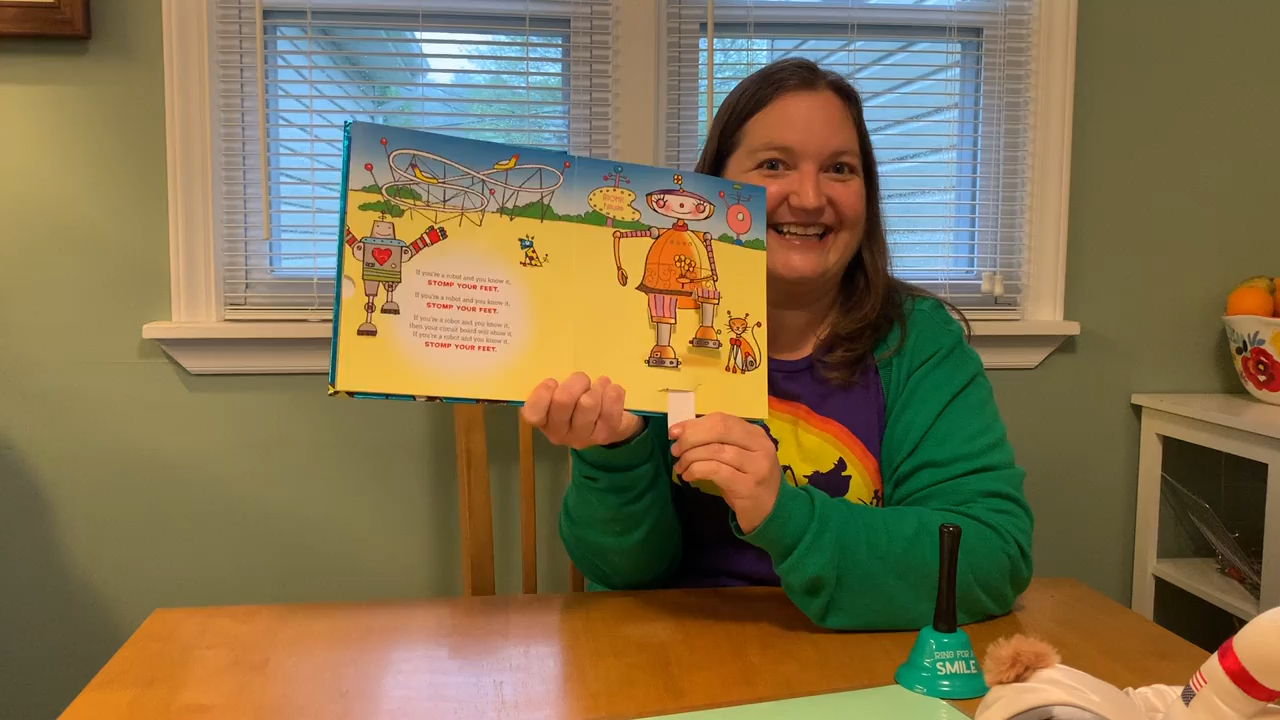 If you're a robot and you know it,
STOMP YOUR FEET.
If you're a robot and you know it,
STOMP YOUR FEET.
If you're a robot and you know it,
then your circuit board will show it.
If you're a robot and you know it,
STOMP YOUR FEET.
RING FOR A
SMILE